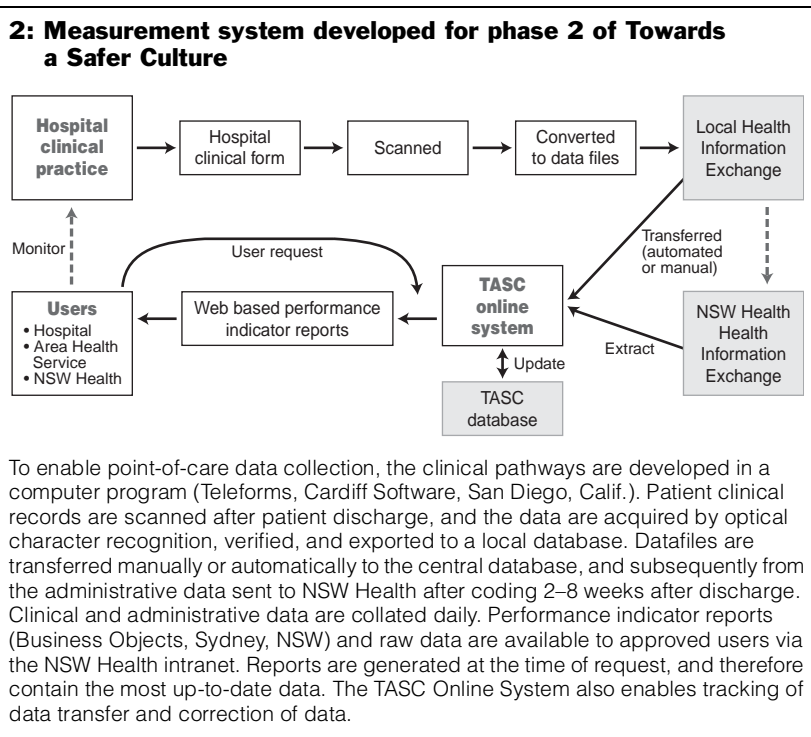 2: Measurement system developed for phase 2 of Towards
a Safer Culture
Hospital
clinical
practice
Hospital
clinical form
Scanned
Converted
to data files
Local Health
Information
Exchange
Monitor
User request
Transferred
(automated
or manual)
Users
• Hospital
• Area Health
Service
• NSW Health
Web based performance
indicator reports
TASC
online
system
Extract
NSW Health
Health
Information
Exchange
Update
TASC
database
To enable point-of-care data collection, the clinical pathways are developed in a
computer program (Teleforms, Cardiff Software, San Diego, Calif.). Patient clinical
records are scanned after patient discharge, and the data are acquired by optical
character recognition, verified, and exported to a local database. Datafiles are
transferred manually or automatically to the central database, and subsequently from
the administrative data sent to NSW Health after coding 2–8 weeks after discharge.
Clinical and administrative data are collated daily. Performance indicator reports
(Business Objects, Sydney, NSW) and raw data are available to approved users via
the NSW Health intranet. Reports are generated at the time of request, and therefore
contain the most up-to-date data. The TASC Online System also enables tracking of
data transfer and correction of data.